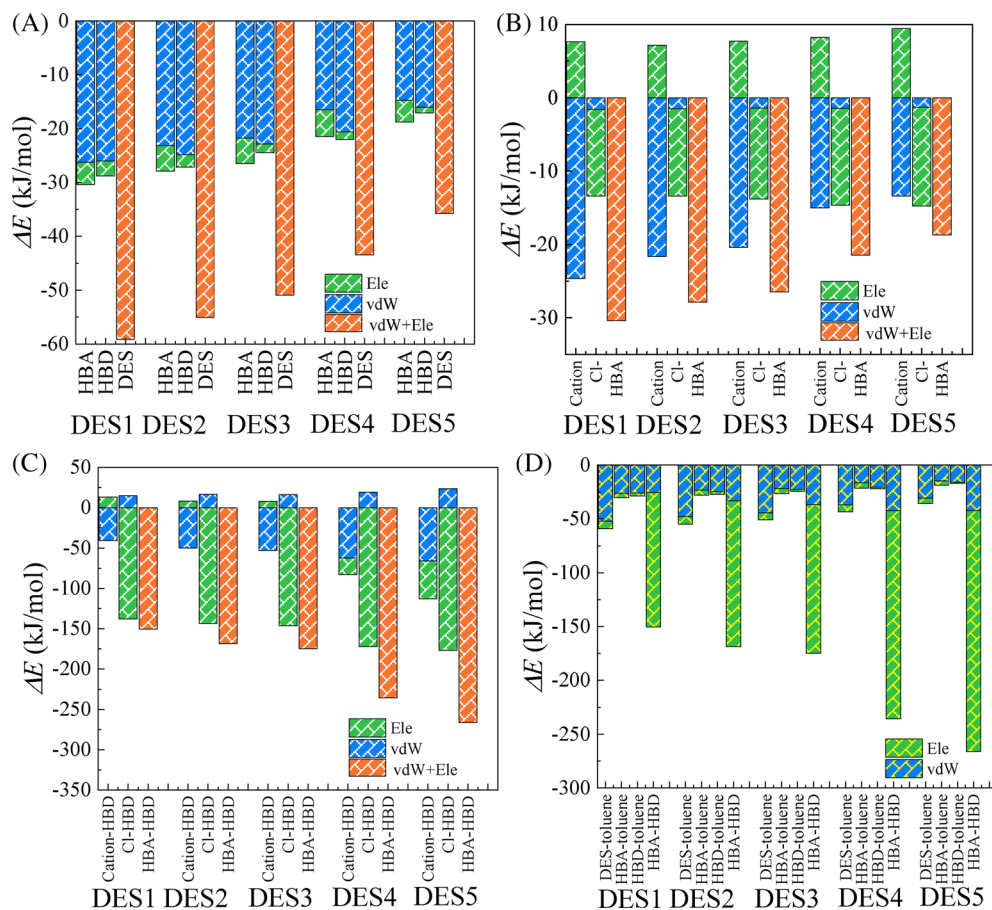 (A)
0
-10
-20
-30
-40
-50
-60
ΔE (kJ/mol)
Ele
vdW
vdW+Ele
HBA
HBD
DES
HBA
HBD
DES
HBA
HBD
DES
HBA
HBD
DES
HBA
HBD
DES
DES1 DES2 DES3 DES4 DES5
(B)
10
0
-10
-20
-30
ΔE (kJ/mol)
Ele
vdW
vdW+Ele
Cation
Cl-
HBA
Cation
Cl-
HBA
Cation
Cl-
HBA
Cation
Cl-
HBA
Cation
Cl-
HBA
DES1 DES2 DES3 DES4 DES5
(C)
50
0
-50
-100
-150
-200
-250
-300
-350
ΔE (kJ/mol)
Ele
vdW
vdW+Ele
Cation-HBD
Cl-HBD
HBA-HBD
Cation-HBD
Cl-HBD
HBA-HBD
Cation-HBD
Cl-HBD
HBA-HBD
Cation-HBD
Cl-HBD
HBA-HBD
Cation-HBD
Cl-HBD
HBA-HBD
DES1 DES2 DES3 DES4 DES5
(D)
0
-50
-100
-150
-200
-250
-300
ΔE (kJ/mol)
Ele
vdW
DES-toluene
HBA-toluene
HBD-toluene
HBA-HBD
DES-toluene
HBA-toluene
HBD-toluene
HBA-HBD
DES-toluene
HBA-toluene
HBD-toluene
HBA-HBD
DES-toluene
HBA-toluene
HBD-toluene
HBA-HBD
DES-toluene
HBA-toluene
HBD-toluene
HBA-HBD
DES1 DES2 DES3 DES4 DES5